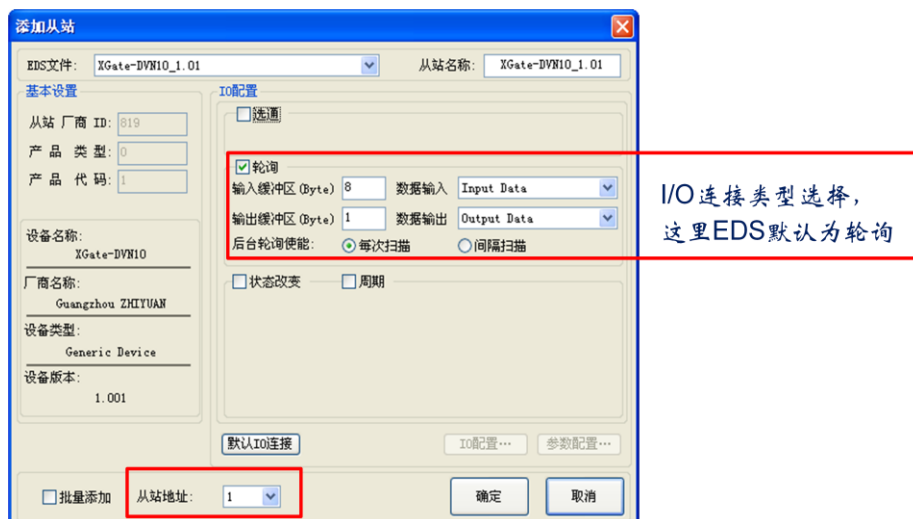 添加从站
EDS文件: XGate-DVN10_1.01 从站名称: XGate-DVN10_1.01
基本设置
从站 厂商 ID: 819
产 品 类 型: 0
产 品 代 码: 1
设备名称:
XGate-DVN10
厂商名称:
Guangzhou ZHIYUAN
设备类型:
Generic Device
设备版本:
1.001
IO配置
选通
轮询
输入缓冲区(Byte) 8 数据输入 Input Data
输出缓冲区(Byte) 1 数据输出 Output Data
后台轮询使能: 每次扫描 间隔扫描
状态改变 周期
默认IO连接 IO配置… 参数配置…
批量添加 从站地址: 1 确定 取消
I/O连接类型选择,
这里EDS默认为轮询